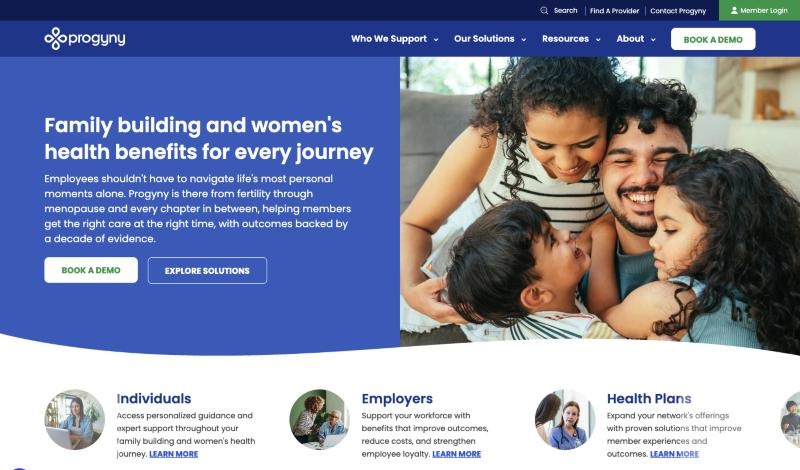 Search
Find A Provider
Contact Progyny
Member Login
progyny
Who We Support
Our Solutions
Resources
About
BOOK A DEMO
Family building and women's
health benefits for every journey
Employees shouldn't have to navigate life's most personal
moments alone. Progyny is there from fertility through
menopause and every chapter in between, helping members
get the right care at the right time, with outcomes backed by
a decade of evidence.
BOOK A DEMO
EXPLORE SOLUTIONS
Individuals
Access personalized guidance and
expert support throughout your
family building and women's health
journey. LEARN MORE
Employers
Support your workforce with
benefits that improve outcomes,
reduce costs, and strengthen
employee loyalty. LEARN MORE
Health Plans
Expand your network's offerings
with proven solutions that improve
member experiences and
outcomes. LEARN MORE